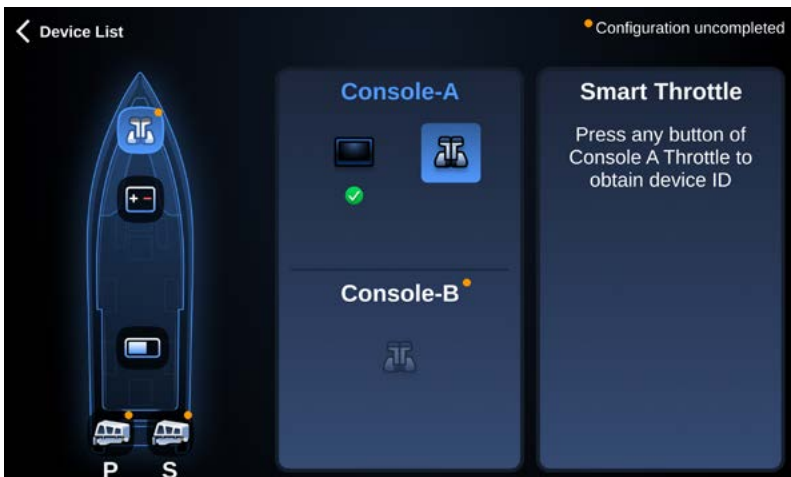 Device List
Configuration uncompleted
Console-A
Smart Throttle
Press any button of
Console A Throttle to
obtain device ID
Console-B
P S